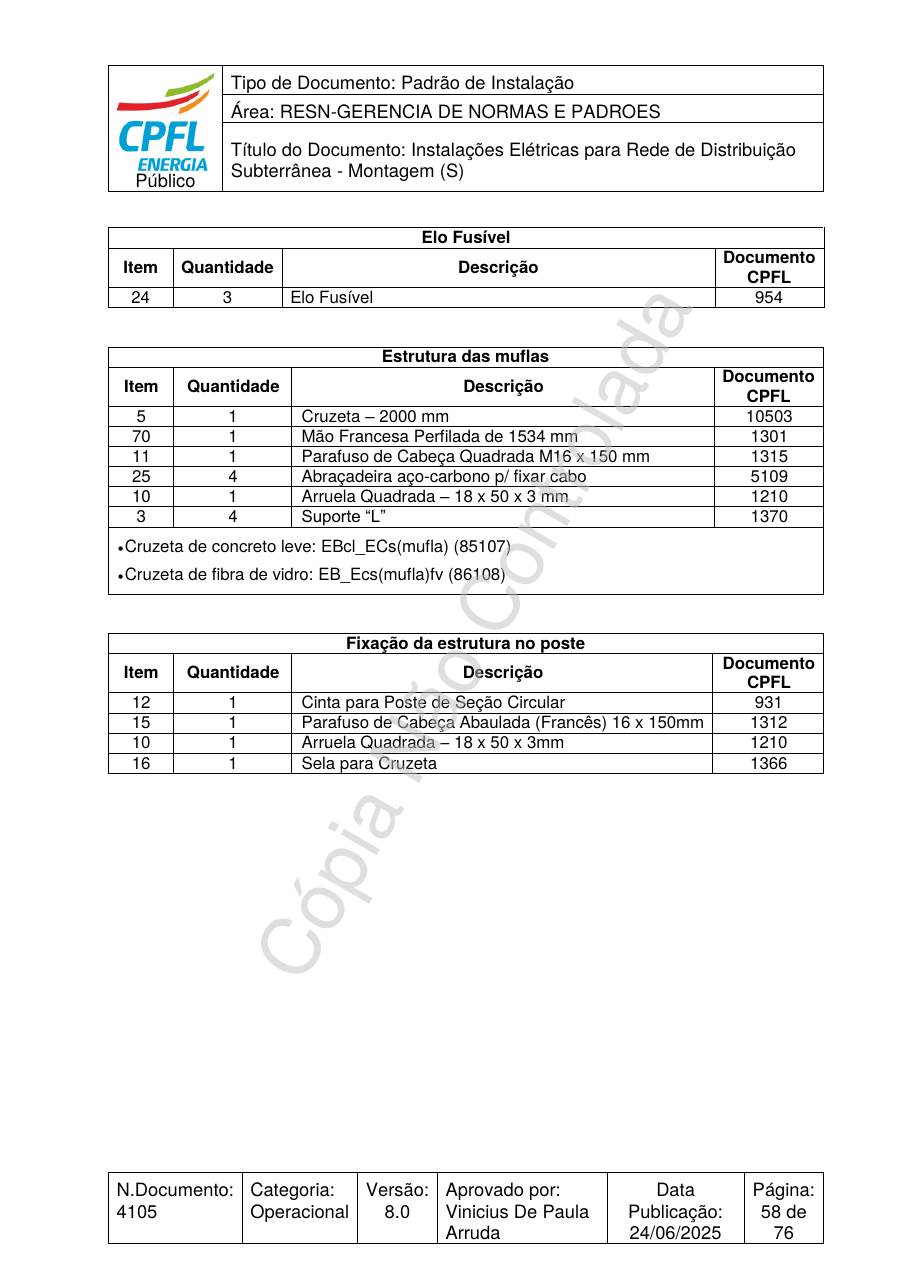 CPFL
ENERGIA
Público
Tipo de Documento: Padrão de Instalação
Área: RESN-GERENCIA DE NORMAS E PADROES
Título do Documento: Instalações Elétricas para Rede de Distribuição
Subterrânea - Montagem (S)
Elo Fusível
Item Quantidade Descrição Documento CPFL
24 3 Elo Fusível 954
Estrutura das muflas
Item Quantidade Descrição Documento CPFL
5 1 Cruzeta – 2000 mm 10503
70 1 Mão Francesa Perfilada de 1534 mm 1301
11 1 Parafuso de Cabeça Quadrada M16 x 150 mm 1315
25 4 Abraçadeira aço-carbono p/ fixar cabo 5109
10 1 Arruela Quadrada – 18 x 50 x 3 mm 1210
3 4 Suporte “L” 1370
•Cruzeta de concreto leve: EBcl_ECs(mufla) (85107)
•Cruzeta de fibra de vidro: EB_Ecs(mufla)fv (86108)
Fixação da estrutura no poste
Item Quantidade Descrição Documento CPFL
12 1 Cinta para Poste de Seção Circular 931
15 1 Parafuso de Cabeça Abaulada (Francês) 16 x 150mm 1312
10 1 Arruela Quadrada – 18 x 50 x 3mm 1210
16 1 Sela para Cruzeta 1366
Cópia Não Controlada
N.Documento:
4105
Categoria:
Operacional
Versão:
8.0
Aprovado por:
Vinicius De Paula
Arruda
Data
Publicação:
24/06/2025
Página:
58 de
76